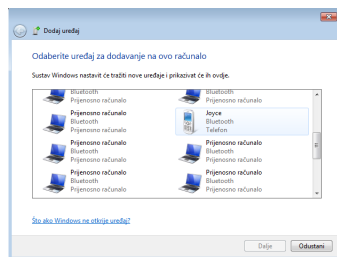 Dodaj uređaj
Odaberite uređaj za dodavanje na ovo računalo
Sustav Windows nastavit će tražiti nove uređaje i prikazivat će ih ovdje.
Bluetooth
Prijenosno računalo
Bluetooth
Prijenosno računalo
Prijenosno računalo
Bluetooth
Prijenosno računalo
Joyce
Bluetooth
Telefon
Prijenosno računalo
Bluetooth
Prijenosno računalo
Prijenosno računalo
Bluetooth
Prijenosno računalo
Prijenosno računalo
Bluetooth
Prijenosno računalo
Prijenosno računalo
Bluetooth
Prijenosno računalo
Što ako Windows ne otkrije uređaj?
Dalje
Odustani